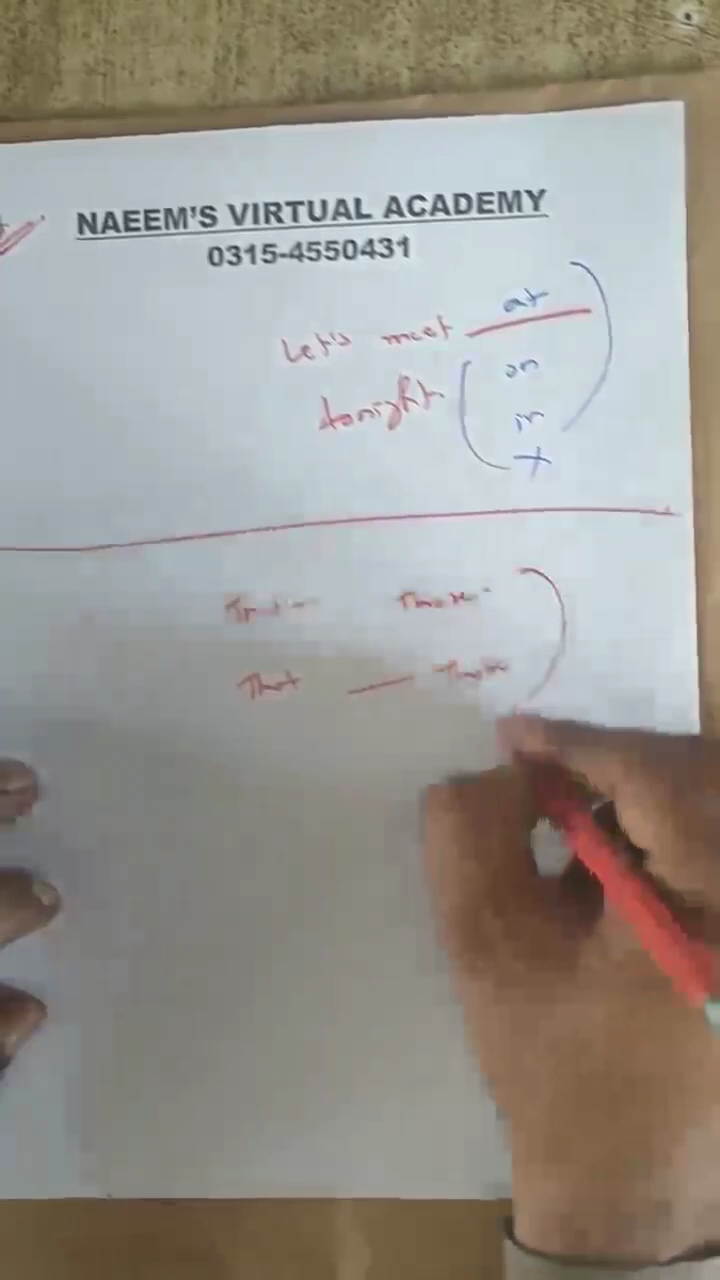 NAEEM'S VIRTUAL ACADEMY
0315-4550431
at
Let's meet
on
tonight
in
x
That